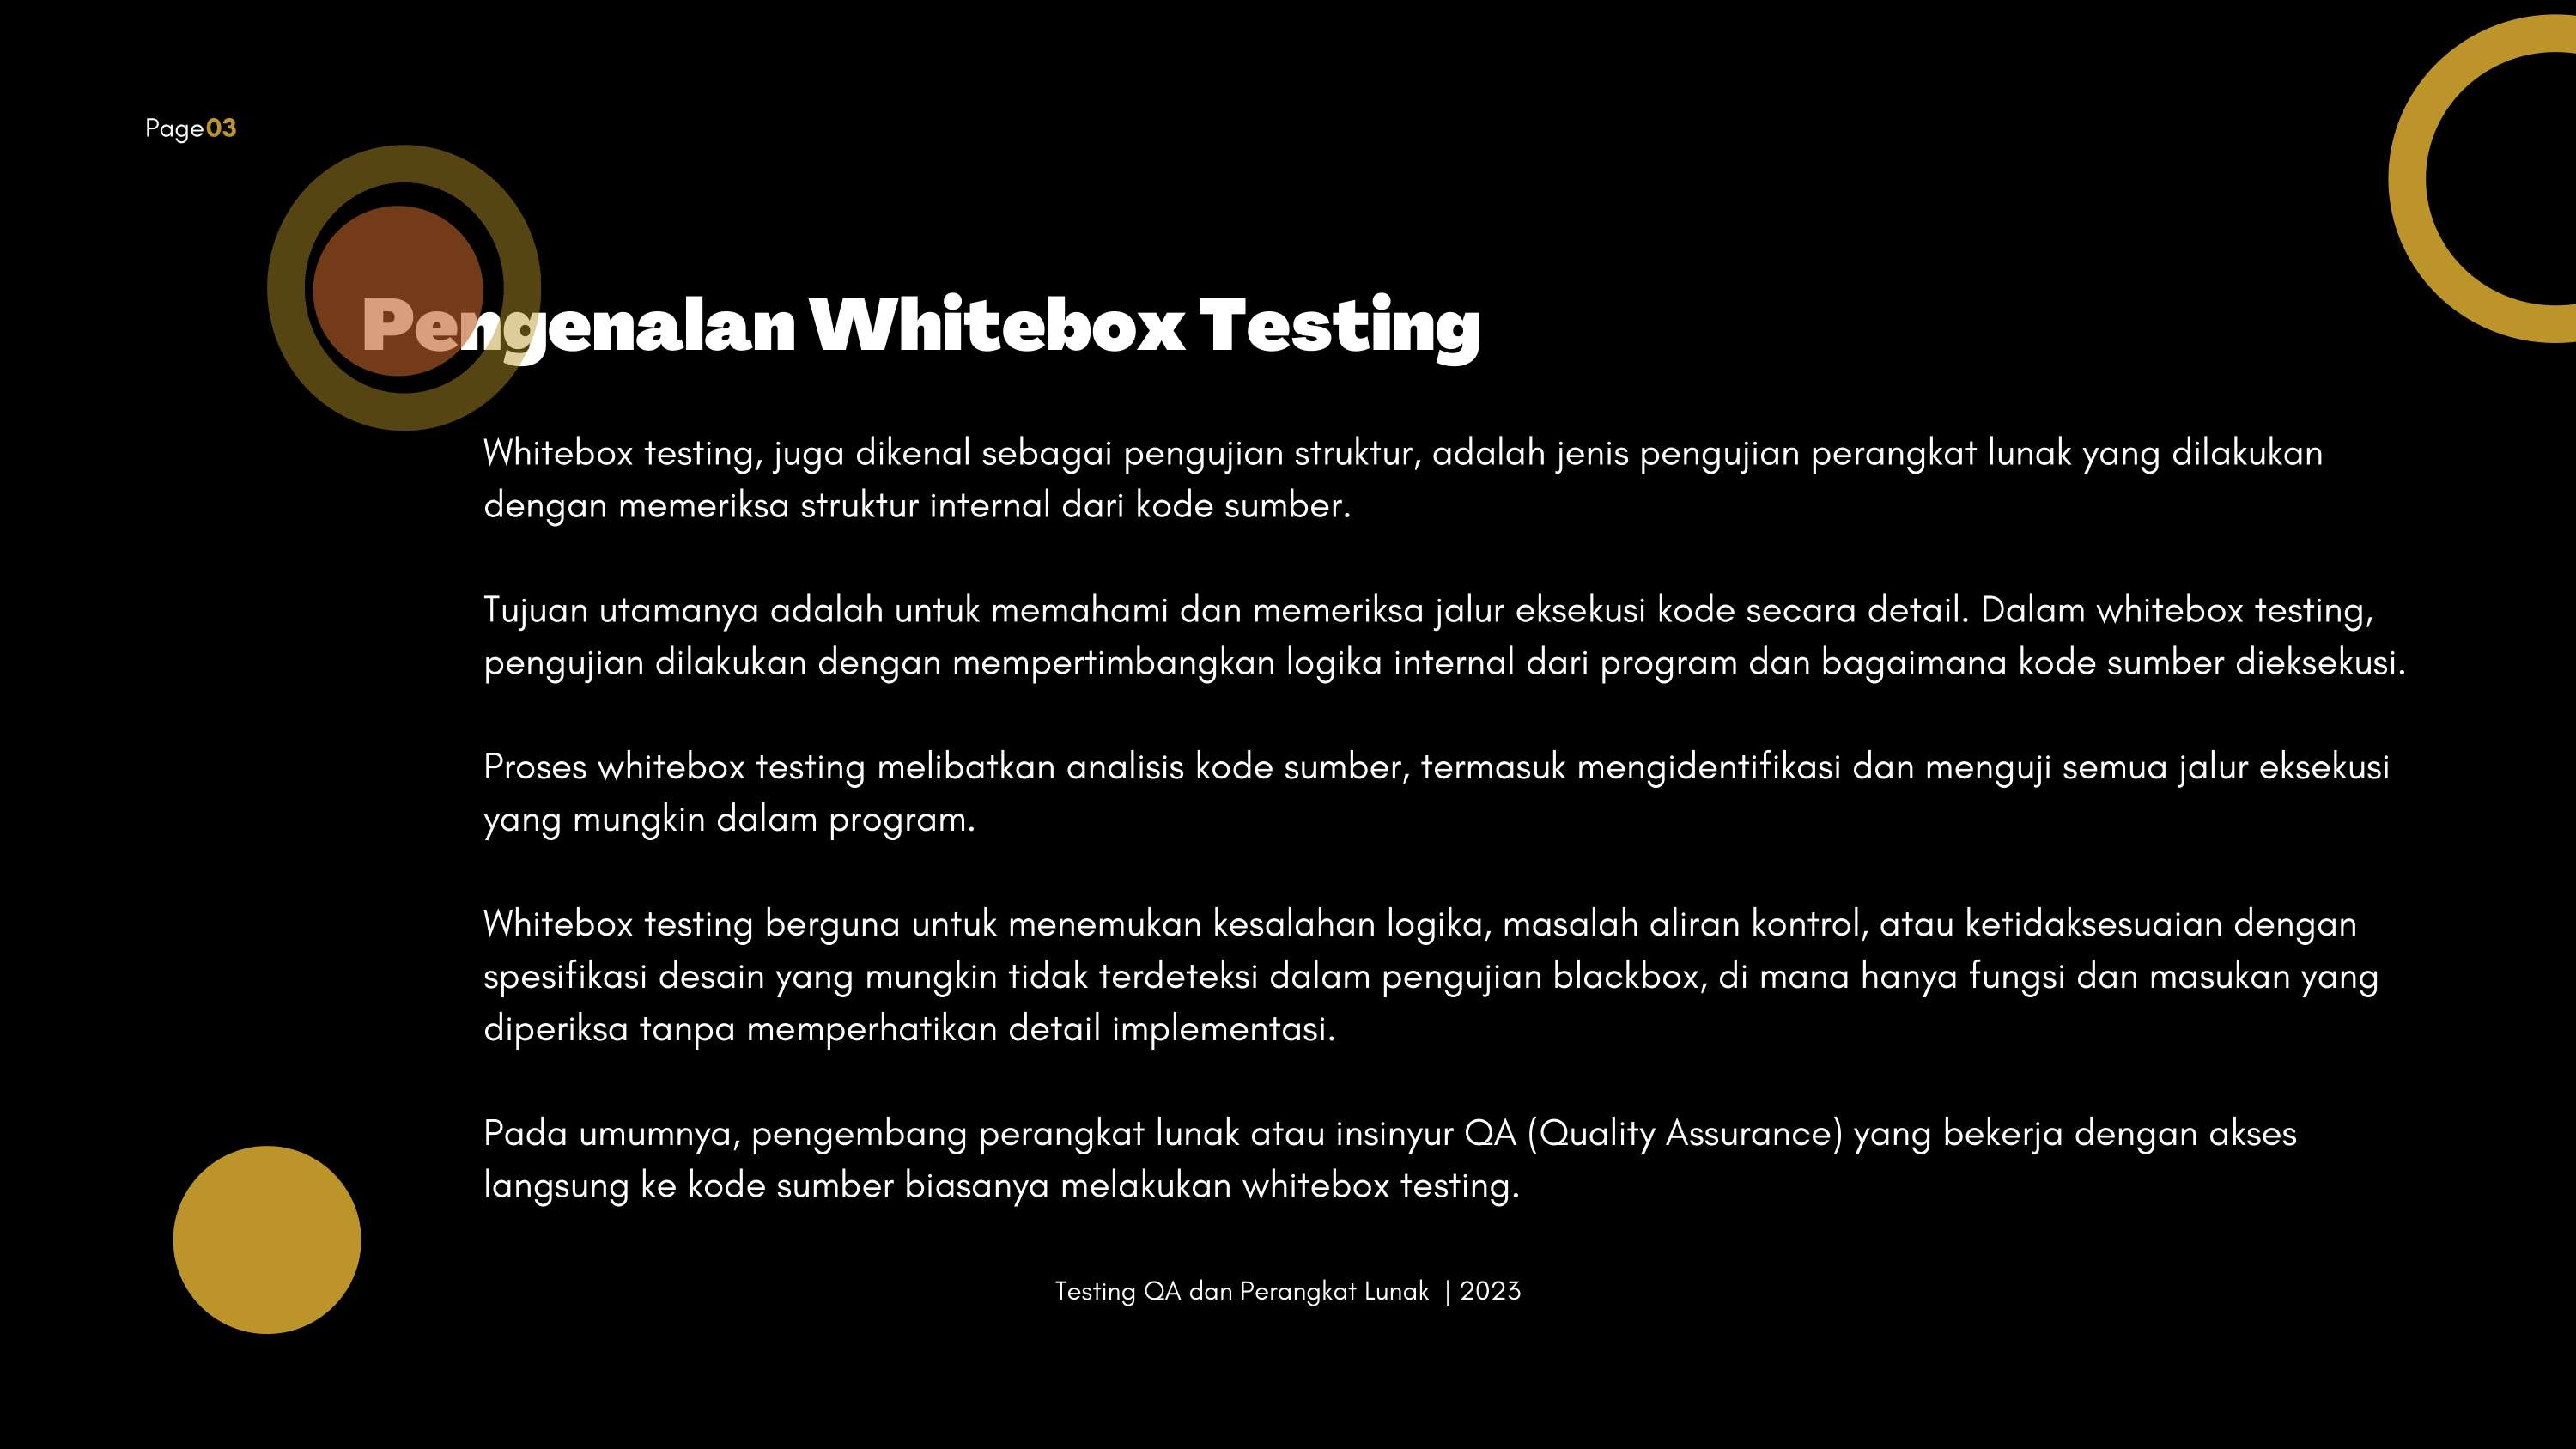 Page03
Pengenalan Whitebox Testing
Whitebox testing, juga dikenal sebagai pengujian struktur, adalah jenis pengujian perangkat lunak yang dilakukan
dengan memeriksa struktur internal dari kode sumber.
Tujuan utamanya adalah untuk memahami dan memeriksa jalur eksekusi kode secara detail. Dalam whitebox testing,
pengujian dilakukan dengan mempertimbangkan logika internal dari program dan bagaimana kode sumber dieksekusi.
Proses whitebox testing melibatkan analisis kode sumber, termasuk mengidentifikasi dan menguji semua jalur eksekusi
yang mungkin dalam program.
Whitebox testing berguna untuk menemukan kesalahan logika, masalah aliran kontrol, atau ketidaksesuaian dengan
spesifikasi desain yang mungkin tidak terdeteksi dalam pengujian blackbox, di mana hanya fungsi dan masukan yang
diperiksa tanpa memperhatikan detail implementasi.
Pada umumnya, pengembang perangkat lunak atau insinyur QA (Quality Assurance) yang bekerja dengan akses
langsung ke kode sumber biasanya melakukan whitebox testing.
Testing QA dan Perangkat Lunak | 2023